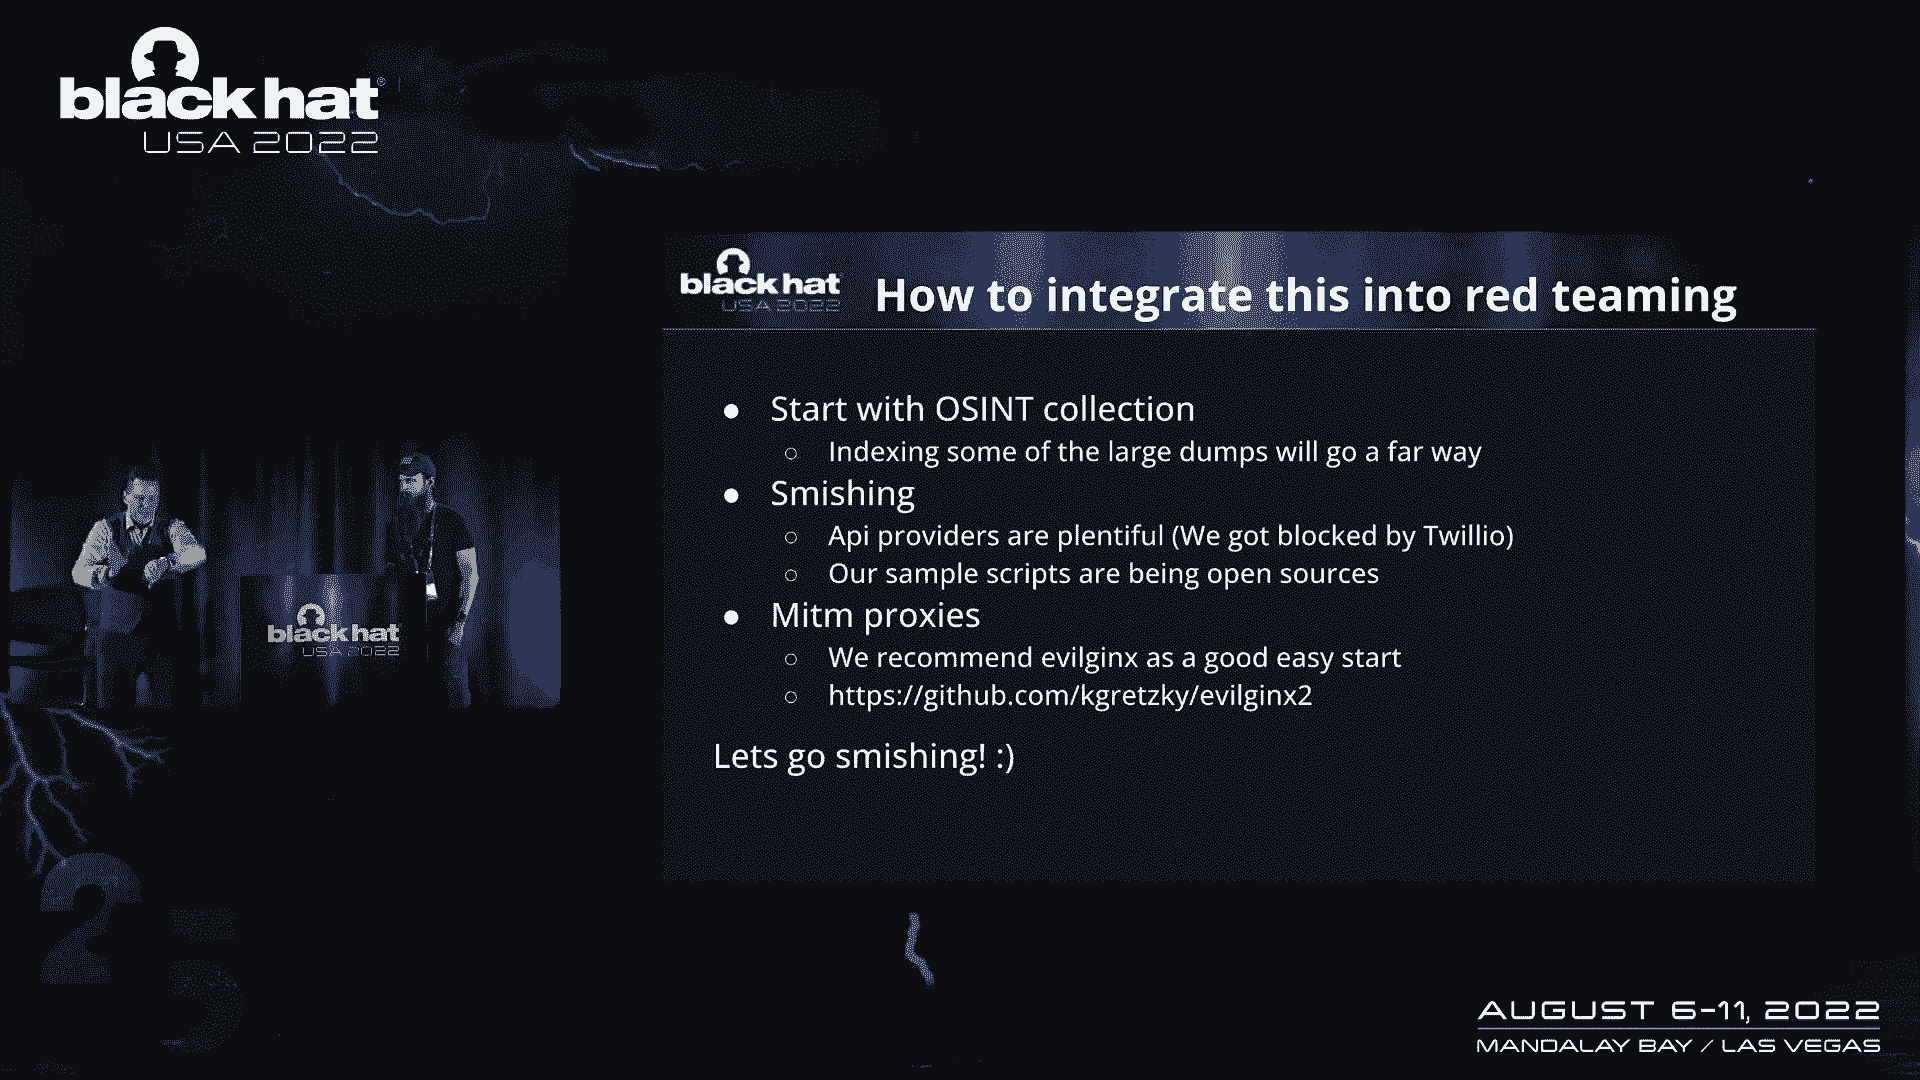 black hat
USA 2022
black hat
USA 2022
How to integrate this into red teaming
● Start with OSINT collection
○ Indexing some of the large dumps will go a far way
● Smishing
○ Api providers are plentiful (We got blocked by Twillio)
○ Our sample scripts are being open sources
● Mitm proxies
○ We recommend evilginx as a good easy start
○ https://github.com/kgretzky/evilginx2
Lets go smishing! :)
black hat
USA 2022
25
AUGUST 6-11, 2022
MANDALAY BAY / LAS VEGAS